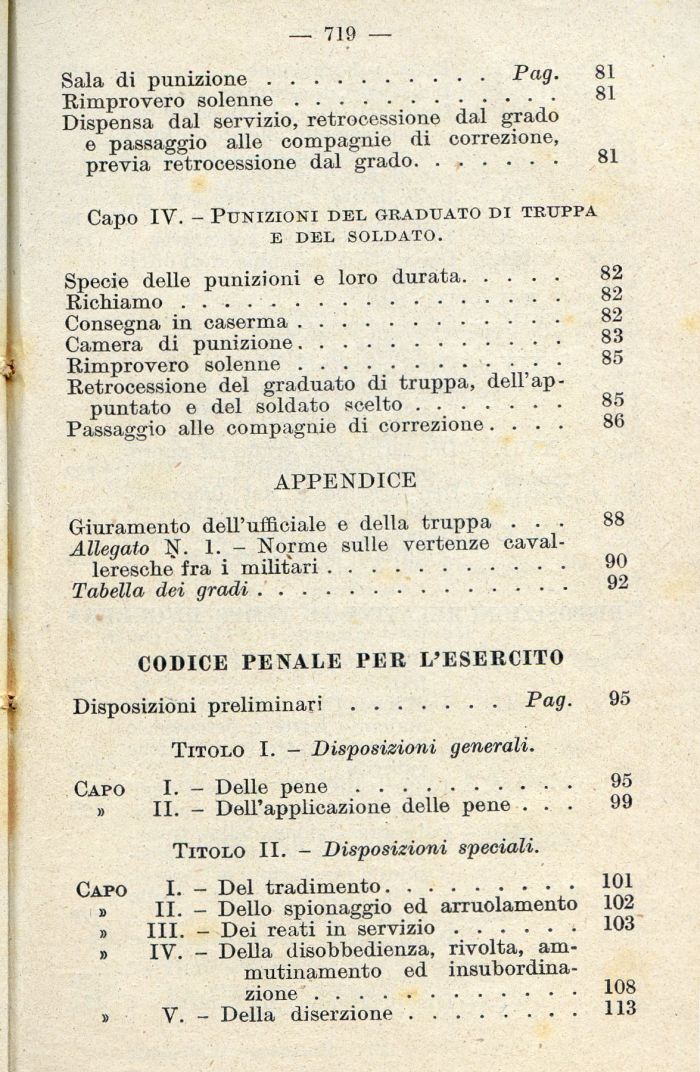 — 719 —
Sala di punizione . . . . . . . . . . Pag. 81
Rimprovero solenne . . . . . . . . . . . . 81
Dispensa dal servizio, retrocessione dal grado
e passaggio alle compagnie di correzione,
previa retrocessione dal grado. . . . . . . 81
Capo IV. – Punizioni del graduato di truppa
e del soldato.
Specie delle punizioni e loro durata. . . . . 82
Richiamo . . . . . . . . . . . . . . . . . 82
Consegna in caserma . . . . . . . . . . . . 82
Camera di punizione. . . . . . . . . . . . 83
Rimprovero solenne . . . . . . . . . . . . 85
Retrocessione del graduato di truppa, dell'ap-
puntato e del soldato scelto . . . . . . . 85
Passaggio alle compagnie di correzione . . . . 86
APPENDICE
Giuramento dell'ufficiale e della truppa . . . 88
Allegato N. 1. – Norme sulle vertenze caval-
leresche fra i militari . . . . . . . . . . . 90
Tabella dei gradi . . . . . . . . . . . . . . 92
CODICE PENALE PER L'ESERCITO
Disposizioni preliminari . . . . . . . Pag. 95
Titolo I. – Disposizioni generali.
Capo I. – Delle pene . . . . . . . . . . 95
» II. – Dell'applicazione delle pene . . . 99
Titolo II. – Disposizioni speciali.
Capo I. – Del tradimento. . . . . . . . . 101
» II. – Dello spionaggio ed arruolamento 102
» III. – Dei reati in servizio . . . . . . 103
» IV. – Della disobbedienza, rivolta, am-
mutinamento ed insubordina-
zione . . . . . . . . . . . . 108
» V. – Della diserzione . . . . . . . . 113